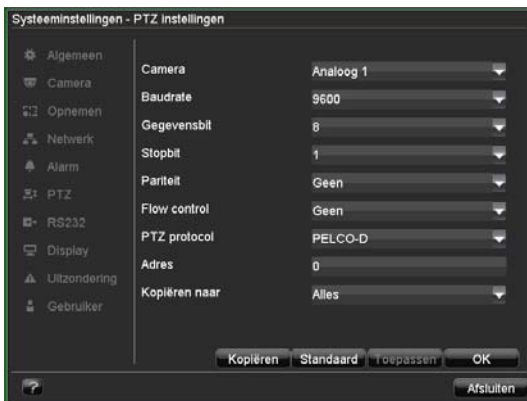 Systeeminstellingen - PTZ instellingen
Algemeen
Camera
Opnemen
Netwerk
Alarm
PTZ
RS232
Display
Uitzondering
Gebruiker
Camera Analoog 1
Baudrate 9600
Gegevensbit 8
Stopbit 1
Pariteit Geen
Flow control Geen
PTZ protocol PELCO-D
Adres 0
Kopiëren naar Alles
Kopiëren Standaard Toepassen OK
? Afsluiten